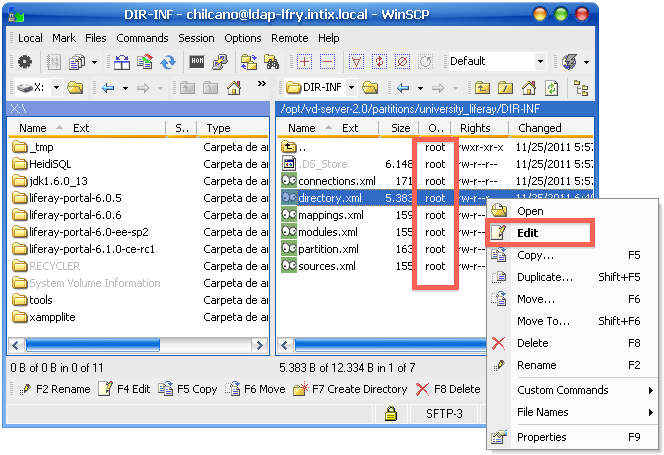 DIR-INF - chilcano@ldap-lfry.intix.local - WinSCP
Local Mark Files Commands Session Options Remote Help
Default
X: DIR-INF
X:\ /opt/vd-server-2.0/partitions/university_liferay/DIR-INF
Name Ext S.. Type Name Ext Size O.. Rights Changed
_tmp Carpeta de ar .. root rwxr-xr-x 11/25/2011 5:57
HeidiSQL Carpeta de ar .DS_Store 6.148 root rw-r--r-- 11/25/2011 5:57
jdk1.6.0_13 Carpeta de ar connections.xml 171 root rw-r--r-- 11/25/2011 5:57
liferay-portal-6.0.5 Carpeta de ar directory.xml 5.383 root rw-r--r--
liferay-portal-6.0.6 Carpeta de ar mappings.xml 159 root rw-r--
liferay-portal-6.0-ee-sp2 Carpeta de ar modules.xml 155 root rw-r--
liferay-portal-6.1.0-ce-rc1 Carpeta de ar partition.xml 163 root rw-r--
RECYCLER Carpeta de ar sources.xml 155 root rw-r--
System Volume Information Carpeta de ar
tools Carpeta de ar
xampplite Carpeta de ar
Open
Edit
Copy... F5
Duplicate... Shift+F5
Move... F6
Move To... Shift+F6
Delete F8
Rename F2
Custom Commands
File Names
Properties F9
0 B of 0 B in 0 of 11 5.383 B of 12.334 B in 1 of 7
F2 Rename F4 Edit F5 Copy F6 Move F7 Create Directory F8 Delete
SFTP-3